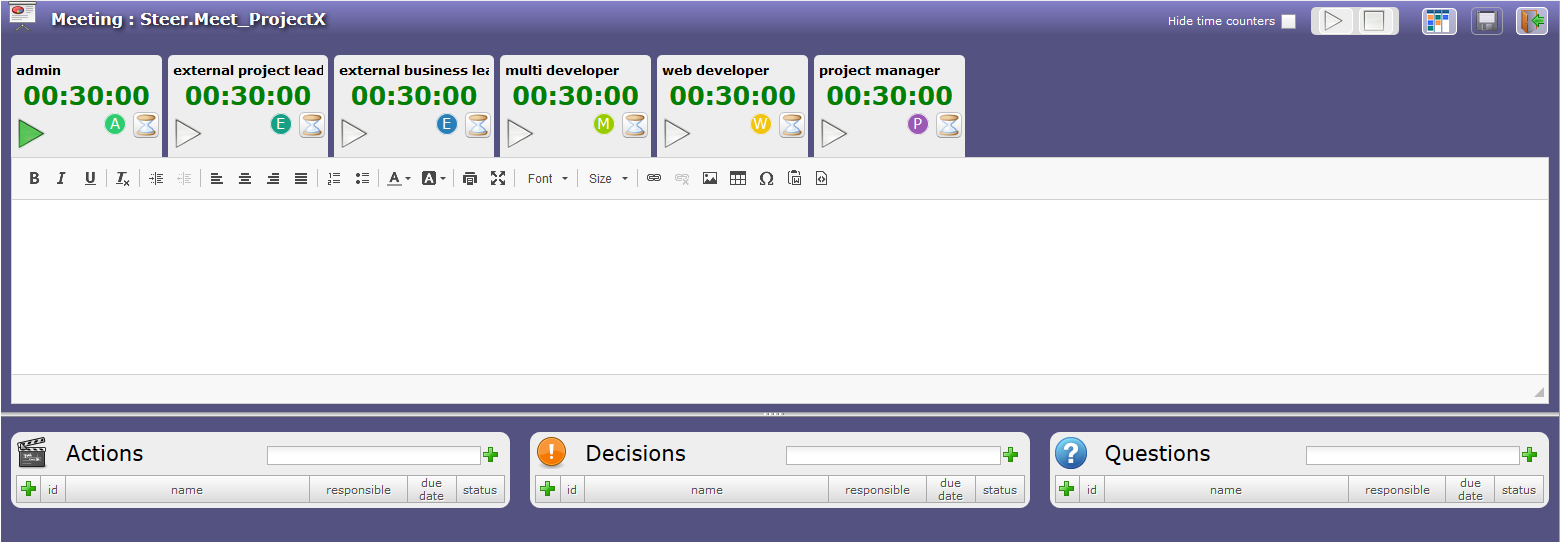 Meeting : Steer.Meet_ProjectX
Hide time counters
admin
00:30:00
A
external project lead
00:30:00
E
external business lea
00:30:00
E
multi developer
00:30:00
M
web developer
00:30:00
W
project manager
00:30:00
P
B I U Tx A A Font Size Ω
Actions
id name responsible due date status
Decisions
id name responsible due date status
Questions
id name responsible due date status